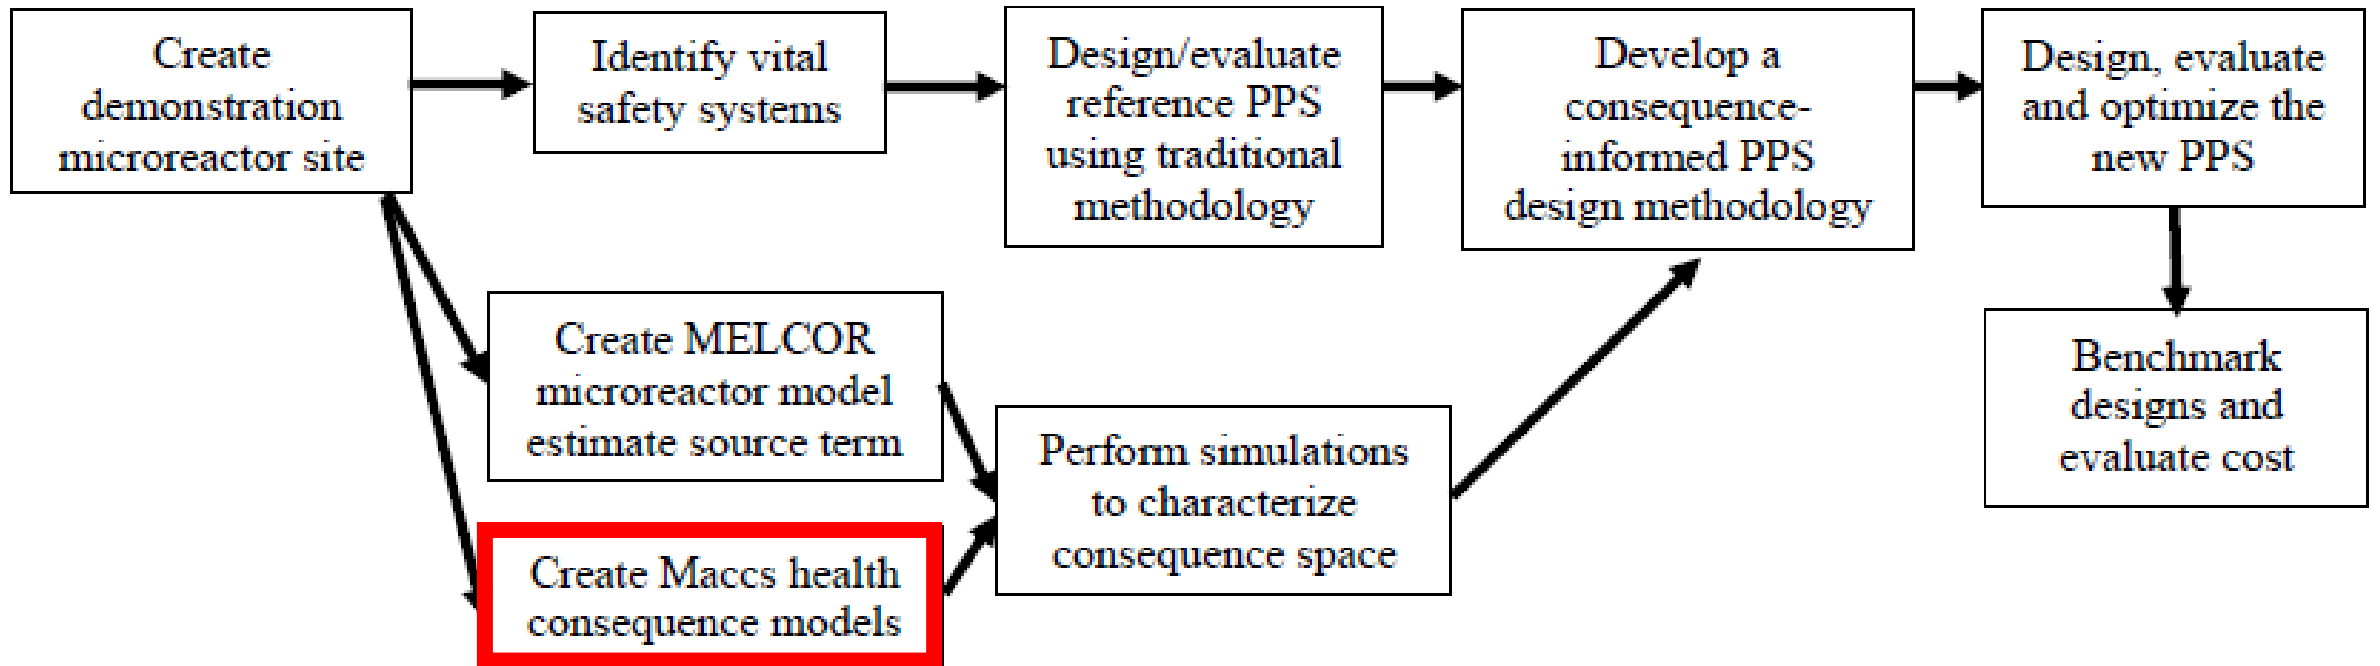 Create
demonstration
microreactor site
Identify vital
safety systems
Design/evaluate
reference PPS
using traditional
methodology
Develop a
consequence-
informed PPS
design methodology
Design, evaluate
and optimize the
new PPS
Create MELCOR
microreactor model
estimate source term
Create Maccs health
consequence models
Perform simulations
to characterize
consequence space
Benchmark
designs and
evaluate cost